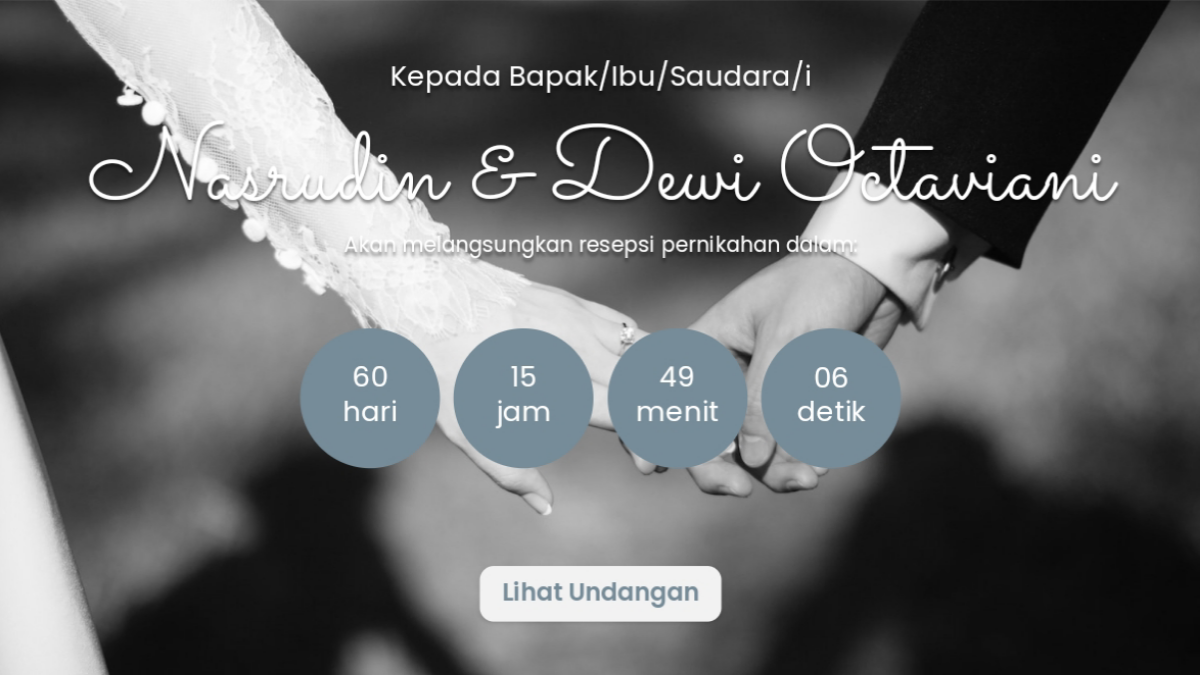 Kepada Bapak/Ibu/Saudara/i
Nasrudin & Dewi Octaviani
Akan melangsungkan resepsi pernikahan dalam:
60 15 49 06
hari jam menit detik
Lihat Undangan